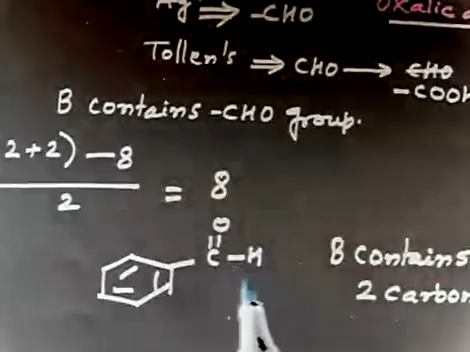 Ag ⇒ -CHO
Oxalic a
Tollen's ⇒ CHO → CHO
-COOH
B contains -CHO group.
2+2) - 8
2
= 8
O
C - H
B contains
2 carbon